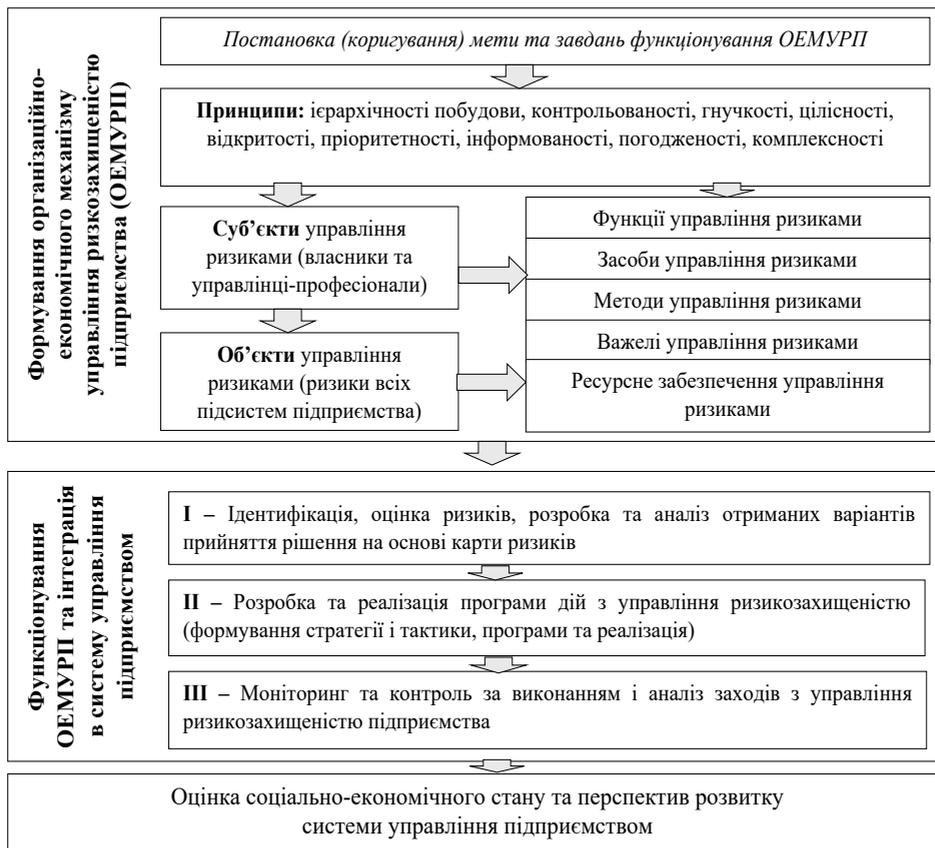 Формування організаційно-
економічного механізму
управління ризкозахищеністю
підприємства (ОЕМУРП)
Постановка (коригування) мети та завдань функціонування ОЕМУРП
Принципи: ієрархічності побудови, контрольованості, гнучкості, цілісності,
відкритості, пріоритетності, інформованості, погодженості, комплексності
Суб’єкти управління
ризиками (власники та
управлінці-професіонали)
Об’єкти управління
ризиками (ризики всіх
підсистем підприємства)
Функції управління ризиками
Засоби управління ризиками
Методи управління ризиками
Важелі управління ризиками
Ресурсне забезпечення управління
ризиками
Функціонування
ОЕМУРП та інтеграція
в систему управління
підприємством
I – Ідентифікація, оцінка ризиків, розробка та аналіз отриманих варіантів
прийняття рішення на основі карти ризиків
II – Розробка та реалізація програми дій з управління ризикозахищеністю
(формування стратегії і тактики, програми та реалізація)
III – Моніторинг та контроль за виконанням і аналіз заходів з управління
ризикозахищеністю підприємства
Оцінка соціально-економічного стану та перспектив розвитку
системи управління підприємством